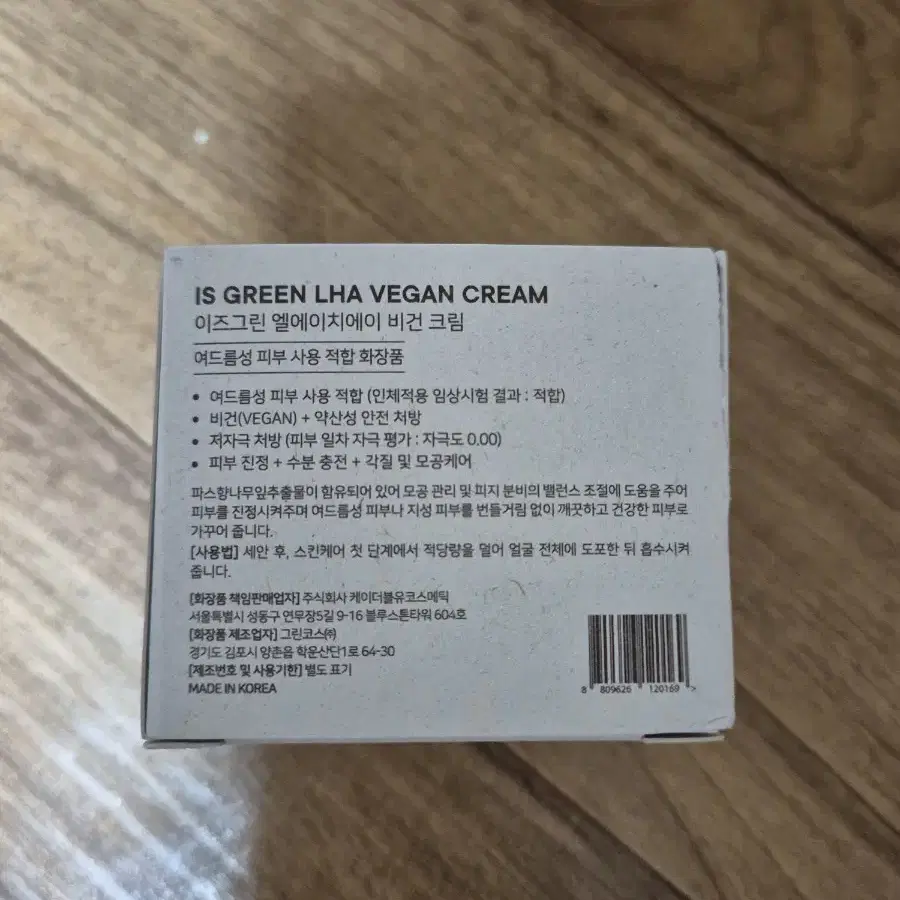 IS GREEN LHA VEGAN CREAM
이즈그린 엘에이치에이 비건 크림
여드름성 피부 사용 적합 화장품
• 여드름성 피부 사용 적합 (인체적용 임상시험 결과 : 적합)
• 비건(VEGAN) + 약산성 안전 처방
• 저자극 처방 (피부 일차 자극 평가 : 자극도 0.00)
• 피부 진정 + 수분 충전 + 각질 및 모공케어
파스향나무잎추출물이 함유되어 있어 모공 관리 및 피지 분비의 밸런스 조절에 도움을 주어
피부를 진정시켜주며 여드름성 피부나 지성 피부를 번들거림 없이 깨끗하고 건강한 피부로
가꾸어 줍니다.
[사용법] 세안 후, 스킨케어 첫 단계에서 적당량을 덜어 얼굴 전체에 도포한 뒤 흡수시켜
줍니다.
[화장품 책임판매업자] 주식회사 케이더블유코스메틱
서울특별시 성동구 연무장5길 9-16 블루스톤타워 604호
[화장품 제조업자] 그린코스㈜
경기도 김포시 양촌읍 학운산단1로 64-30
[제조번호 및 사용기한] 별도 표기
MADE IN KOREA
8 809626 120169 >